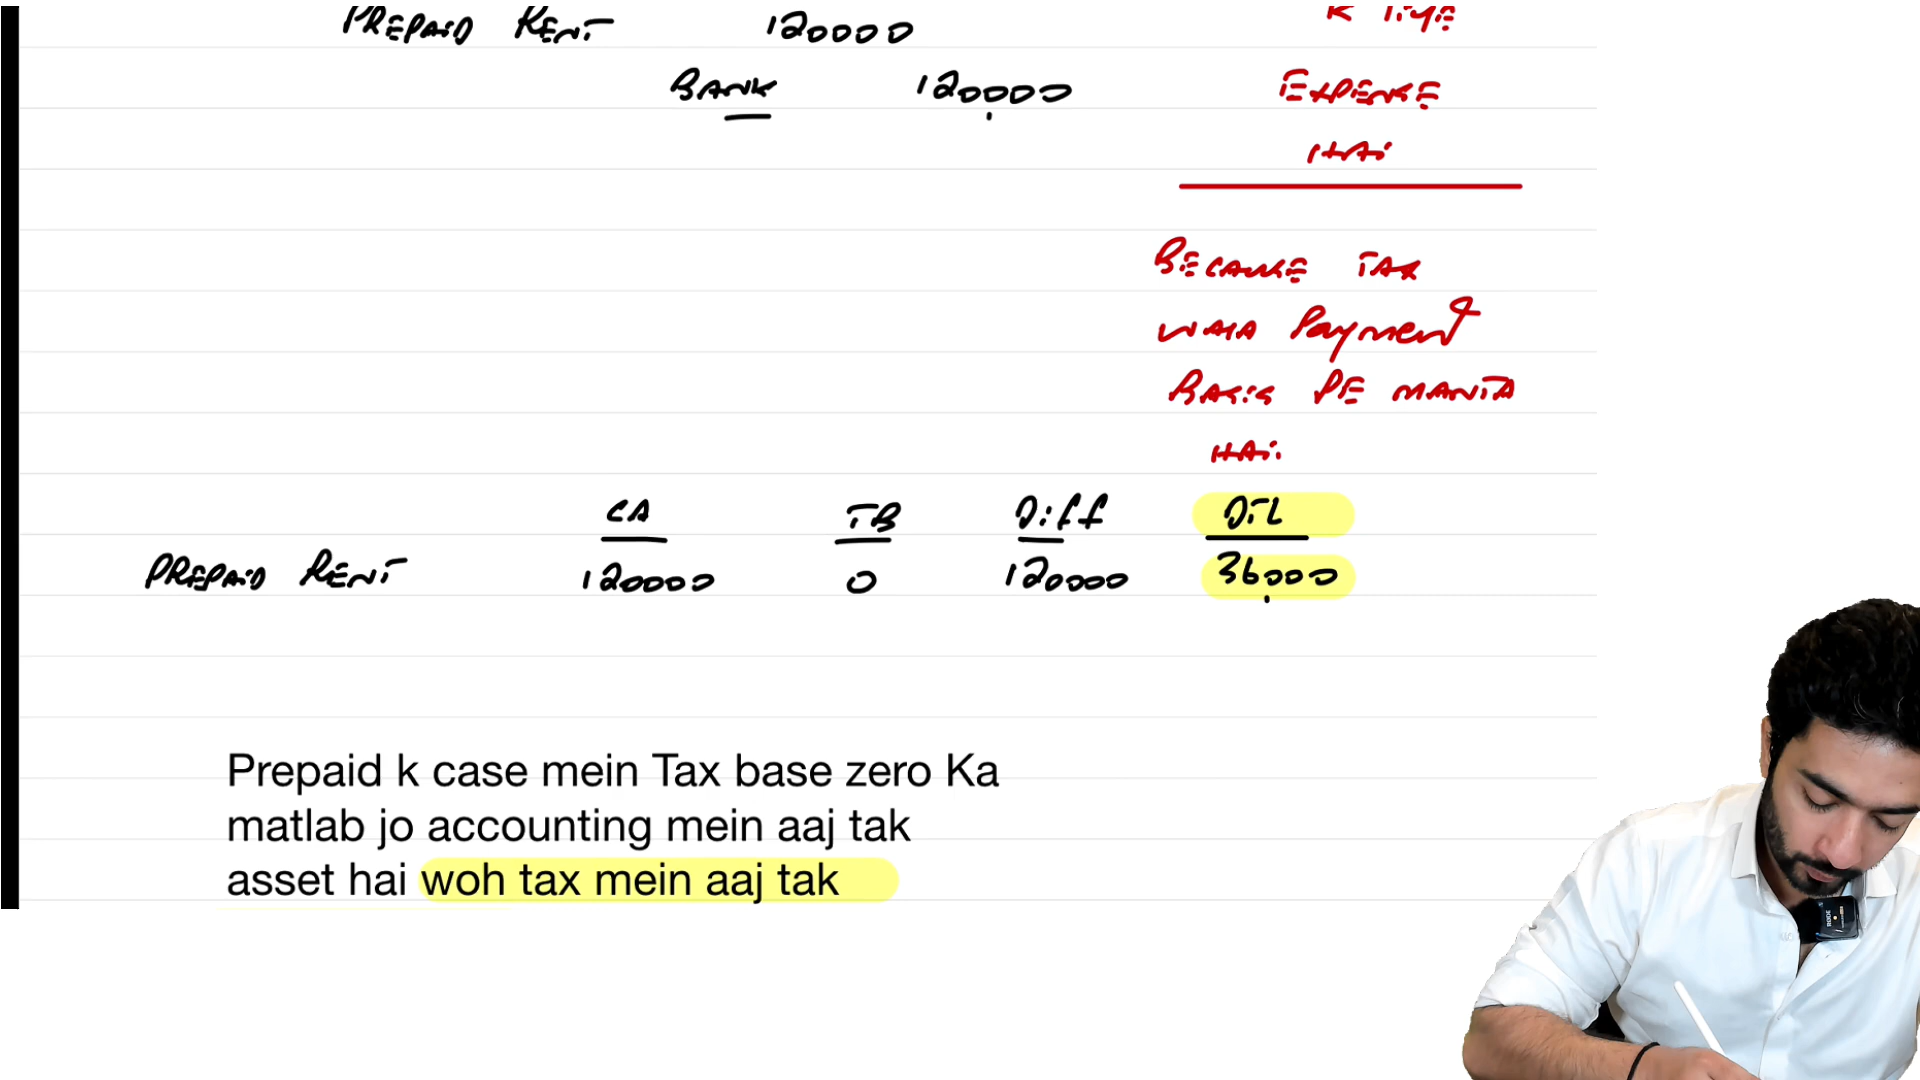 PREPAID RENT 120000
K TIME
BANK 120000
EXPENSE
HAI
BECAUSE TAX
WALA PAYMENT
BASIS PE MANTA
HAI.
CA TB Diff DTL
PREPAID RENT 120000 0 120000 36000
Prepaid k case mein Tax base zero Ka
matlab jo accounting mein aaj tak
asset hai woh tax mein aaj tak
RODE